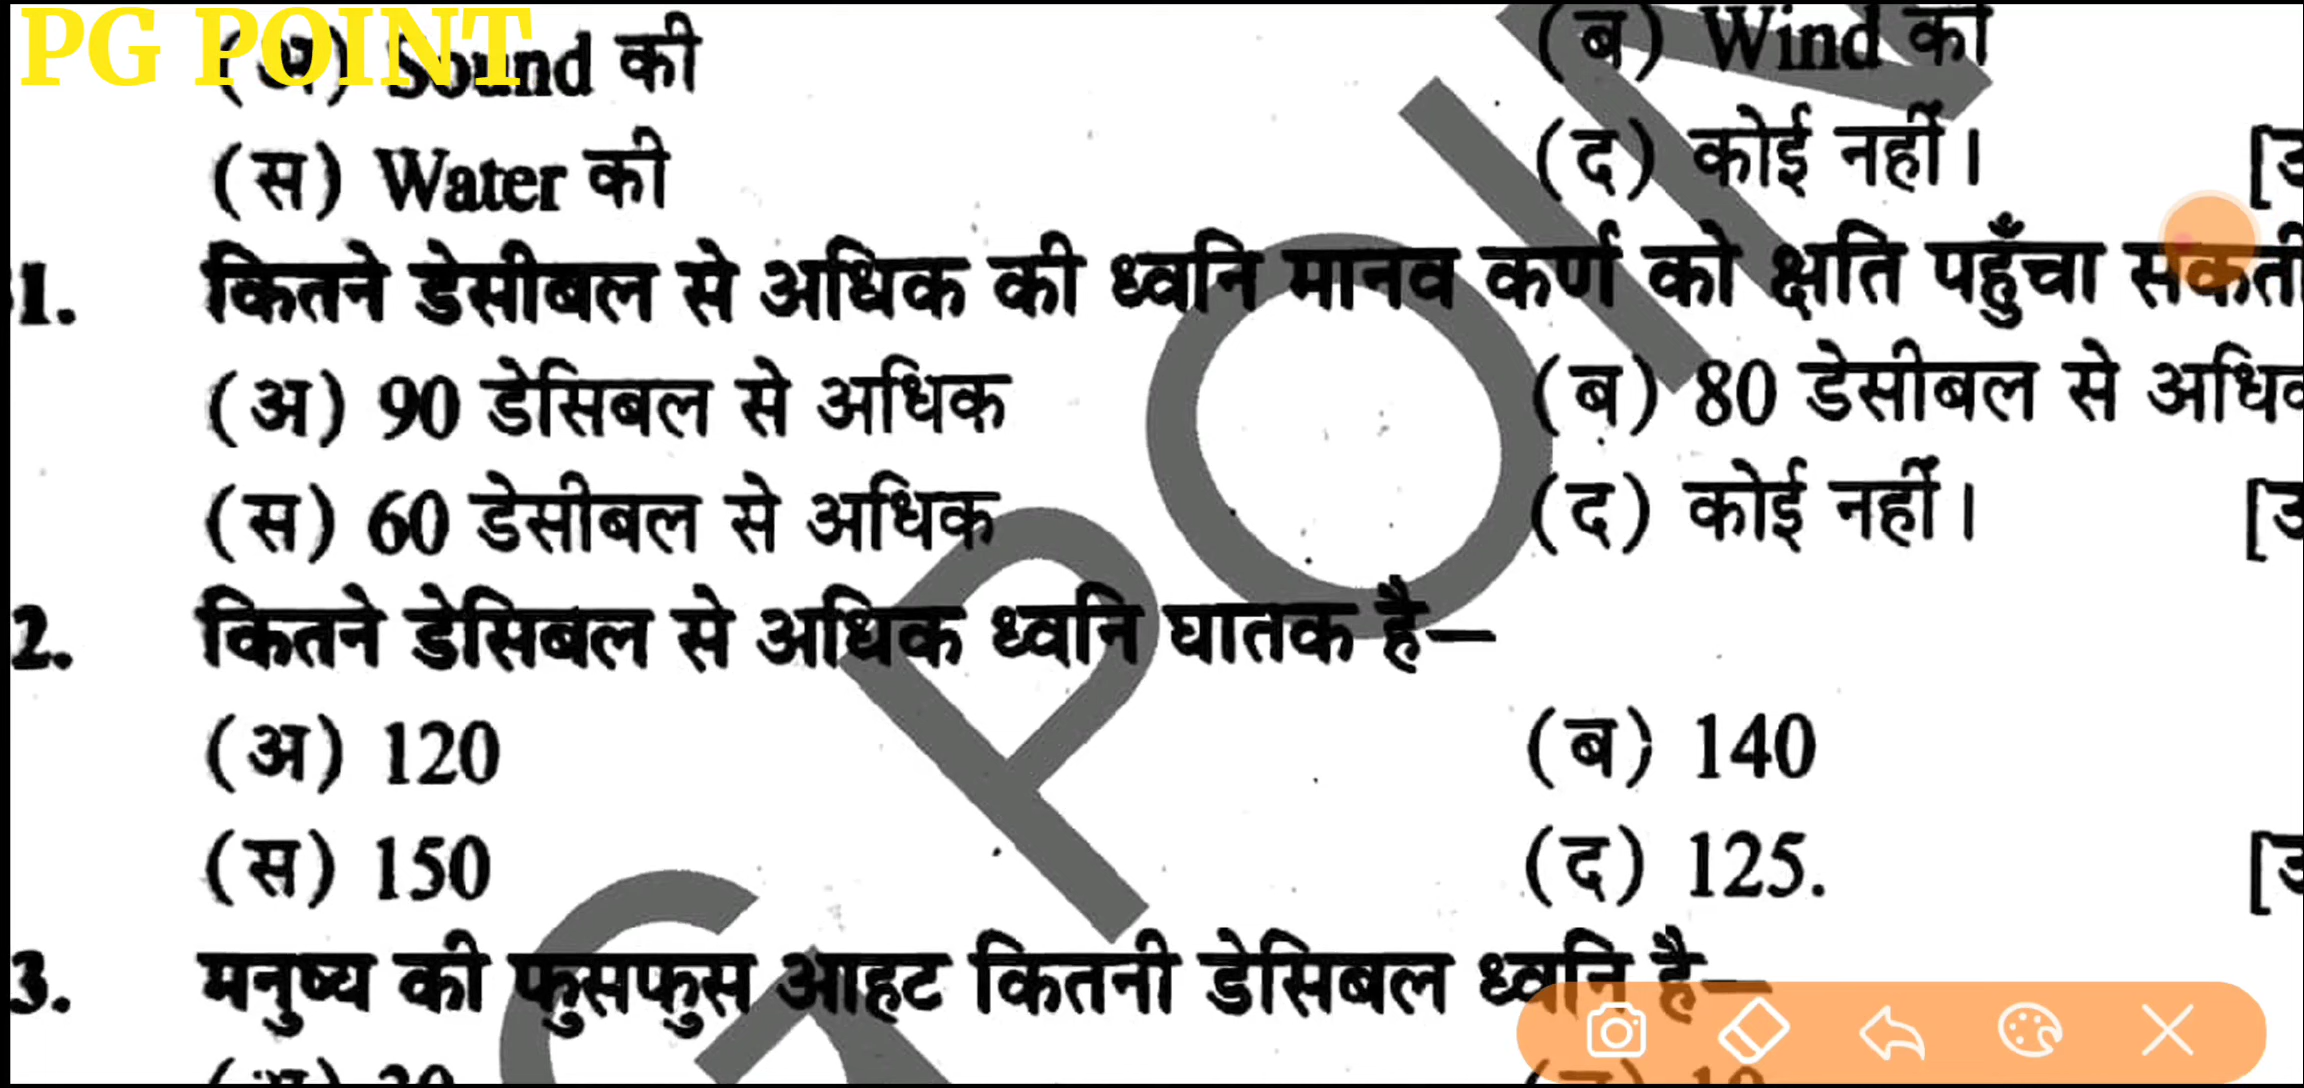 PG POINT
(अ) Sound की (ब) Wind की
(स) Water की (द) कोई नहीं। [उ
31. कितने डेसीबल से अधिक की ध्वनि मानव कर्ण को क्षति पहुँचा सकती
(अ) 90 डेसिबल से अधिक (ब) 80 डेसीबल से अधिक
(स) 60 डेसीबल से अधिक (द) कोई नहीं। [उ
2. कितने डेसिबल से अधिक ध्वनि घातक है—
(अ) 120 (ब) 140
(स) 150 (द) 125. [उ
3. मनुष्य की फुसफुस आहट कितनी डेसिबल ध्वनि है—